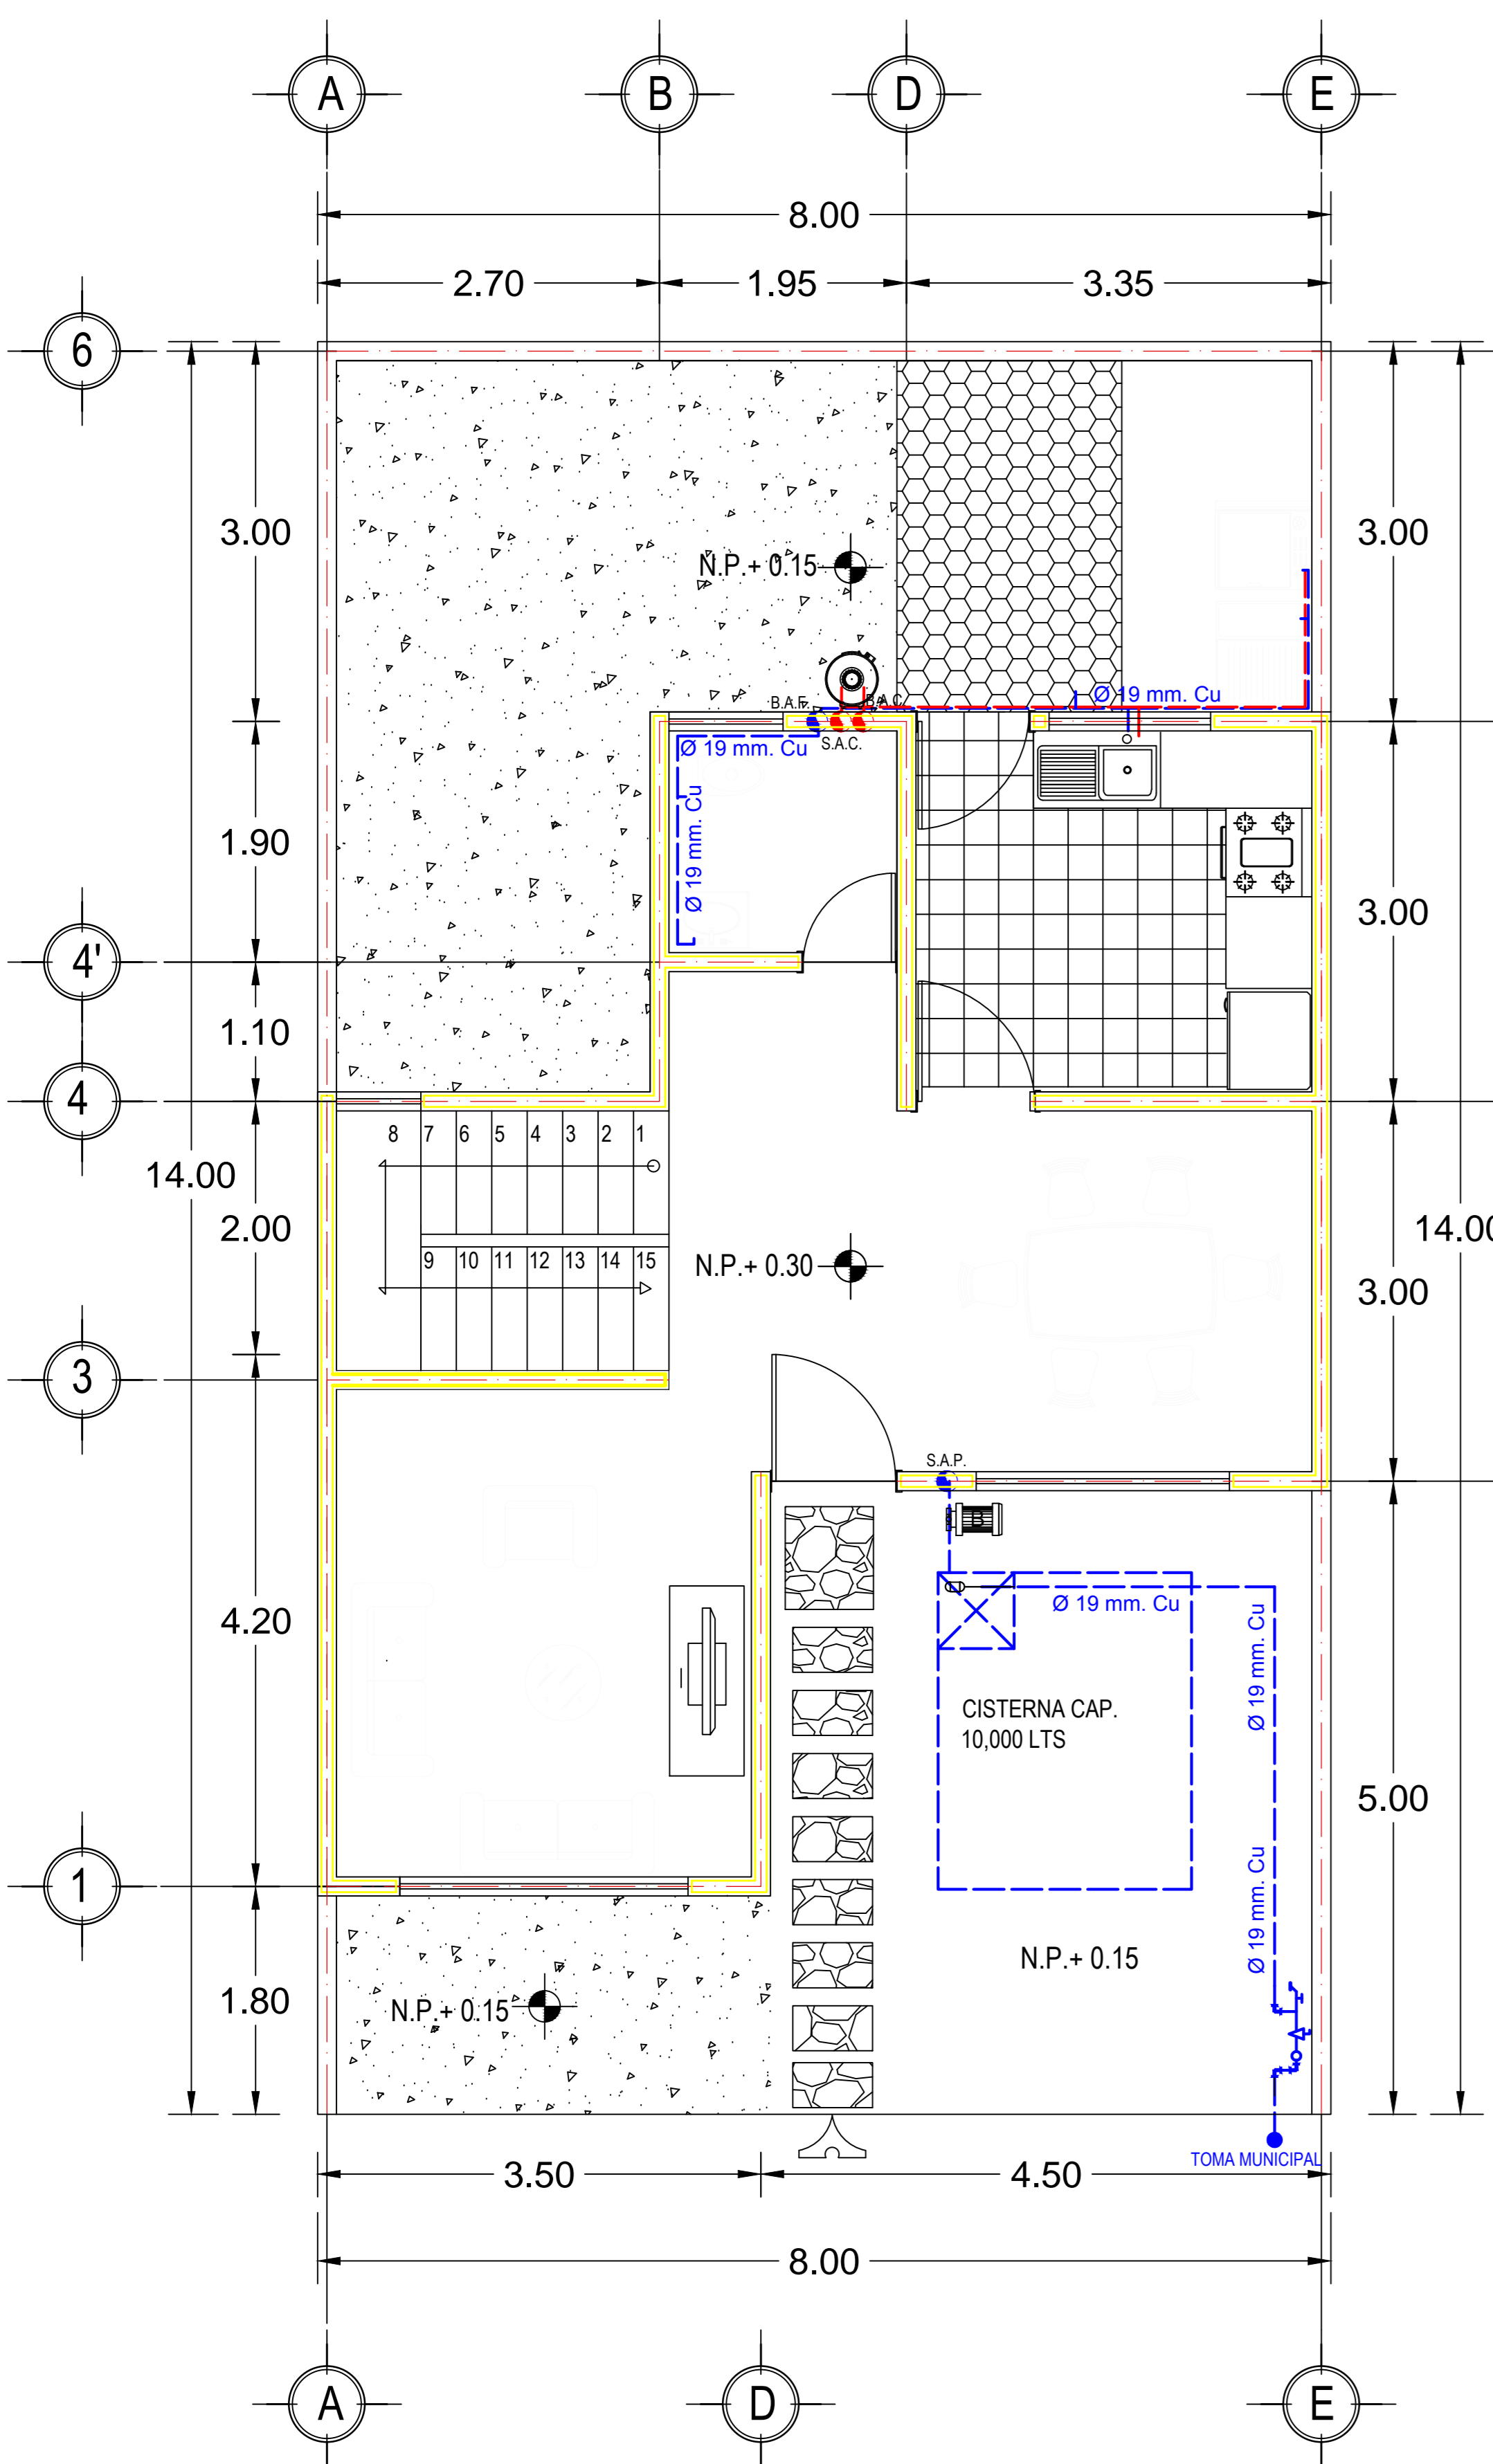 A
B
D
E
8.00
2.70
1.95
3.35
6
3.00
3.00
N.P.+ 0.15
B.A.F.
B.A.C.
Ø 19 mm. Cu
S.A.C.
Ø 19 mm. Cu
Ø 19 mm. Cu
1.90
3.00
4'
1.10
4
8
7
6
5
4
3
2
1
14.00
2.00
14.00
9
10
11
12
13
14
15
N.P.+ 0.30
3.00
3
S.A.P.
B
Ø 19 mm. Cu
Ø 19 mm. Cu
4.20
CISTERNA CAP.
10,000 LTS
5.00
1
Ø 19 mm. Cu
N.P.+ 0.15
1.80
N.P.+ 0.15
TOMA MUNICIPAL
3.50
4.50
8.00
A
D
E